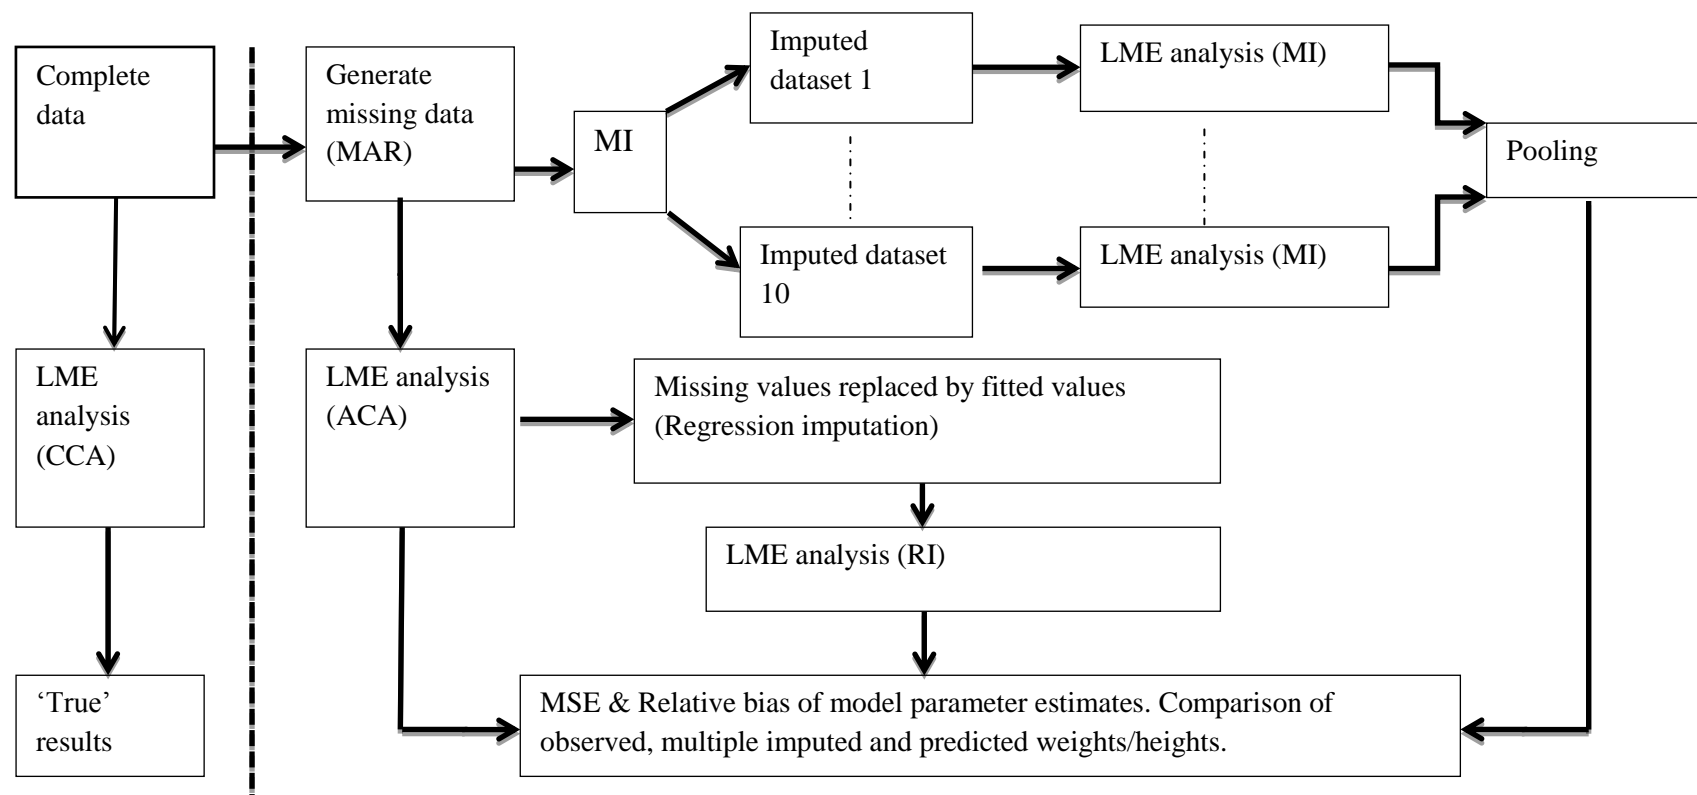 Complete
data
Generate
missing data
(MAR)
MI
Imputed
dataset 1
LME analysis (MI)
Pooling
Imputed dataset
10
LME analysis (MI)
LME
analysis
(CCA)
LME analysis
(ACA)
Missing values replaced by fitted values
(Regression imputation)
LME analysis (RI)
‘True’
results
MSE & Relative bias of model parameter estimates. Comparison of
observed, multiple imputed and predicted weights/heights.